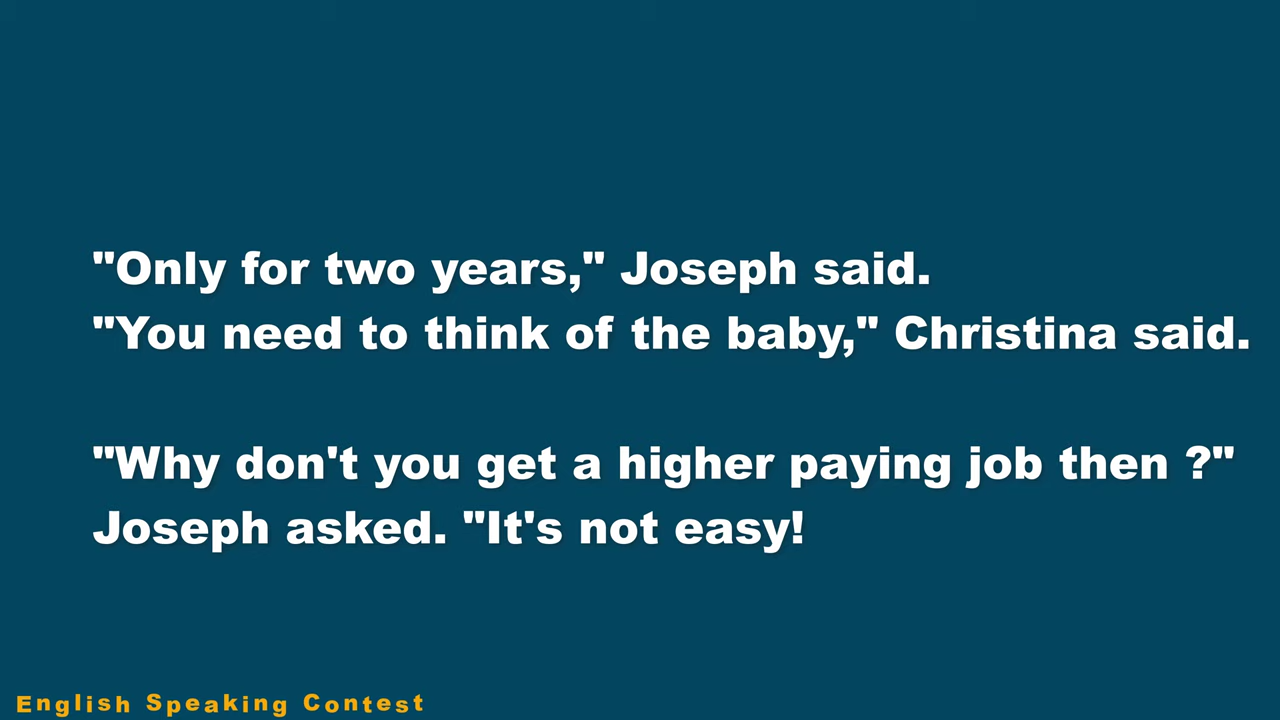 "Only for two years," Joseph said.
"You need to think of the baby," Christina said.
"Why don't you get a higher paying job then ?"
Joseph asked. "It's not easy!
English Speaking Contest